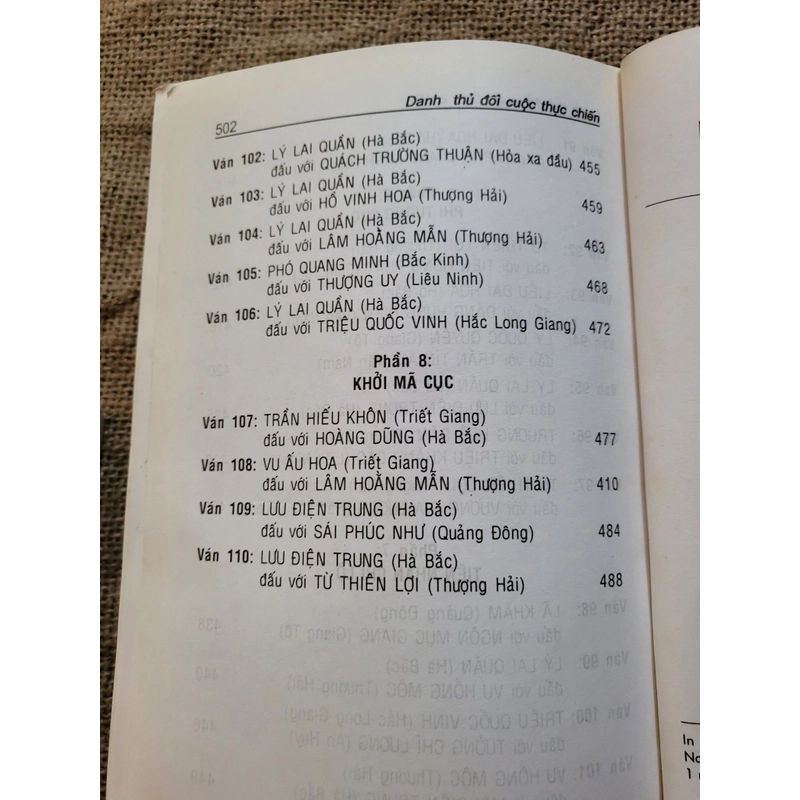 502
Danh thủ đối cuộc thực chiến
Ván 102: LÝ LAI QUẦN (Hà Bắc)
đấu với QUÁCH TRƯỜNG THUẬN (Hỏa xa đầu) 455
Ván 103: LÝ LAI QUẦN (Hà Bắc)
đấu với HỒ VINH HOA (Thượng Hải) 459
Ván 104: LÝ LAI QUẦN (Hà Bắc)
đấu với LÂM HOẰNG MẪN (Thượng Hải) 463
Ván 105: PHÓ QUANG MINH (Bắc Kinh)
đấu với THƯỢNG UY (Liêu Ninh) 468
Ván 106: LÝ LAI QUẦN (Hà Bắc)
đấu với TRIỆU QUỐC VINH (Hắc Long Giang) 472
Phần 8:
KHỞI MÃ CỤC
Ván 107: TRẦN HIẾU KHÔN (Triết Giang)
đấu với HOÀNG DŨNG (Hà Bắc) 477
Ván 108: VU ẤU HOA (Triết Giang)
đấu với LÂM HOẰNG MẪN (Thượng Hải) 410
Ván 109: LƯU ĐIỆN TRUNG (Hà Bắc)
đấu với SÁI PHÚC NHƯ (Quảng Đông) 484
Ván 110: LƯU ĐIỆN TRUNG (Hà Bắc)
đấu với TỪ THIÊN LỢI (Thượng Hải) 488
In
1